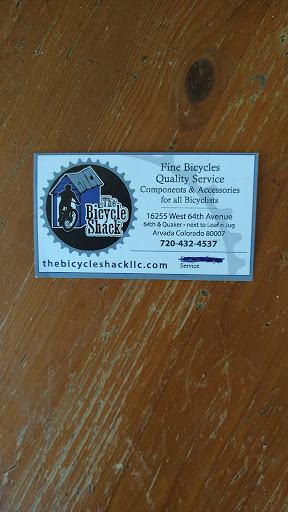 The
Bicycle
Shack
Fine Bicycles
Quality Service
Components & Accessories
for all Bicyclists
16255 West 64th Avenue
64th & Quaker • next to Loaf n Jug
Arvada Colorado 80007
720-432-4537
thebicycleshackllc.com
Service